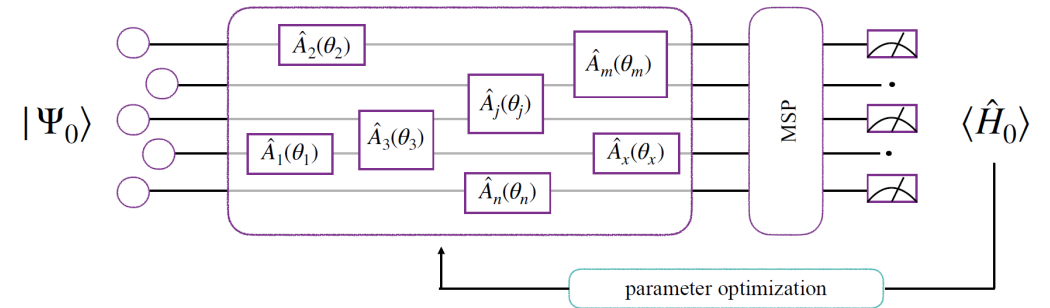 |Ψ₀⟩
Â₂(θ₂)
Âₘ(θₘ)
Âⱼ(θⱼ)
Â₁(θ₁)
Â₃(θ₃)
Âₓ(θₓ)
Âₙ(θₙ)
MSP
⟨Ĥ₀⟩
parameter optimization